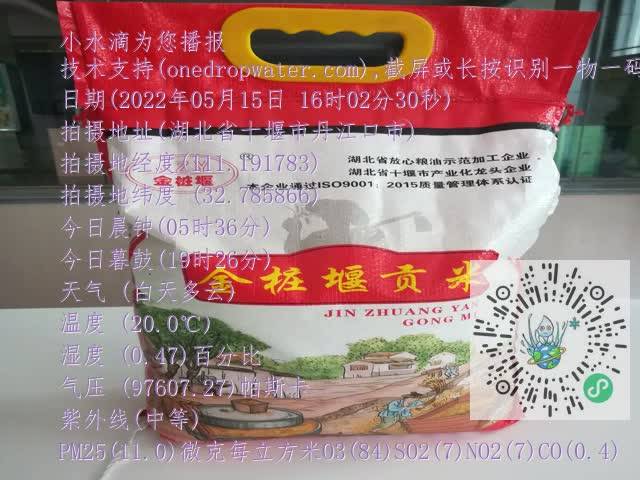 小水滴为您播报
技术支持(onedropwater.com),截屏或长按识别一物一码
日期(2022年05月15日 16时02分30秒)
拍摄地址(湖北省十堰市丹江口市)
拍摄地经度(111.191783)
湖北省放心粮油示范加工企业
湖北省十堰市产业化龙头企业
金桩堰
本企业通过ISO9001:2015质量管理体系认证
拍摄地纬度 (32.785866)
今日晨钟(05时36分)
今日暮鼓(19时26分)
金桩堰贡米
天气 (白天多云)
JIN ZHUANG YA
GONG M
温度 (20.0℃)
湿度 (0.47)百分比
气压 (97607.27)帕斯卡
紫外线(中等)
PM25(11.0)微克每立方米O3(84)SO2(7)NO2(7)CO(0.4)